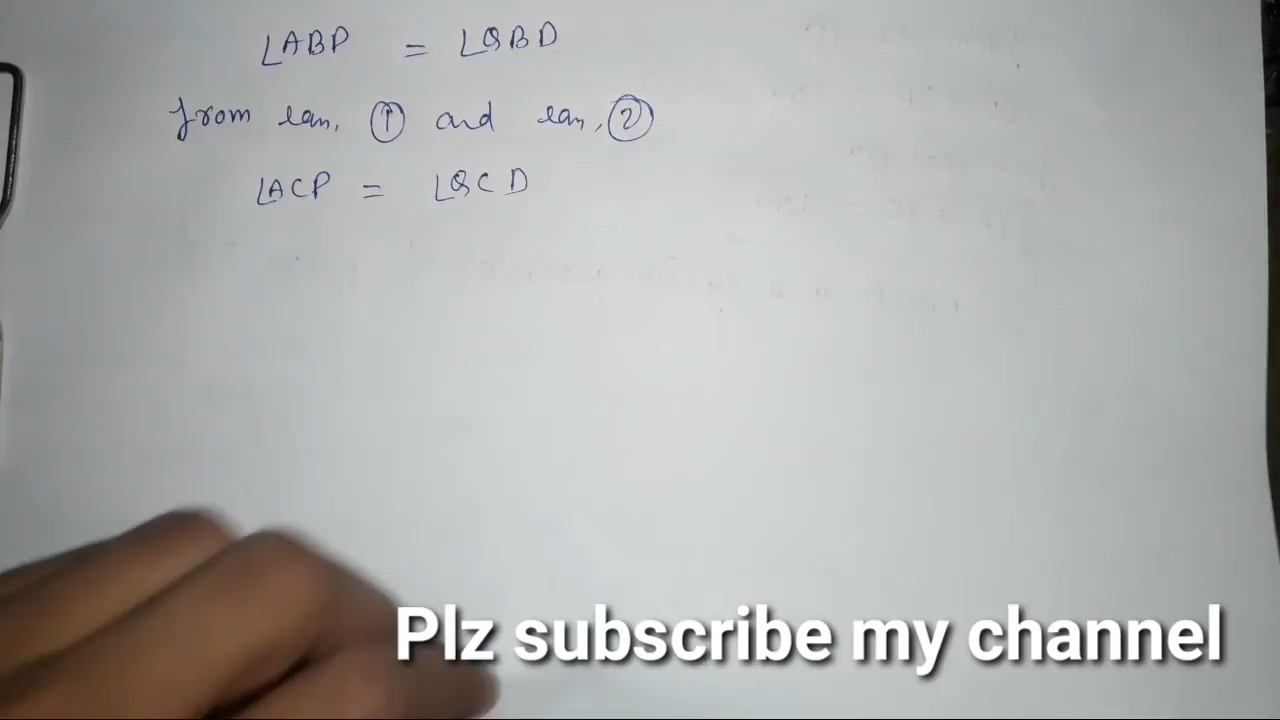 ∠ABP = ∠QBD
from eqn, ① and eqn, ②
∠ACP = ∠QCD
Plz subscribe my channel